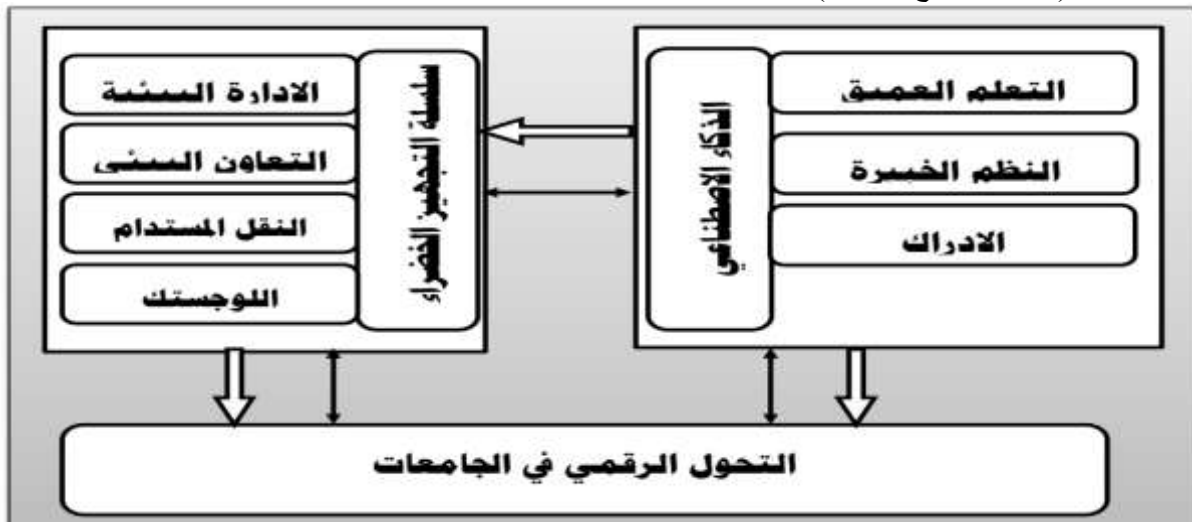 الذكاء الاصطناعي
التعلم العميق
النظم الخبيرة
الادراك
سلسلة التجهيز الخضراء
الادارة البيئية
التعاون البيئي
النقل المستدام
اللوجستك
التحول الرقمي في الجامعات